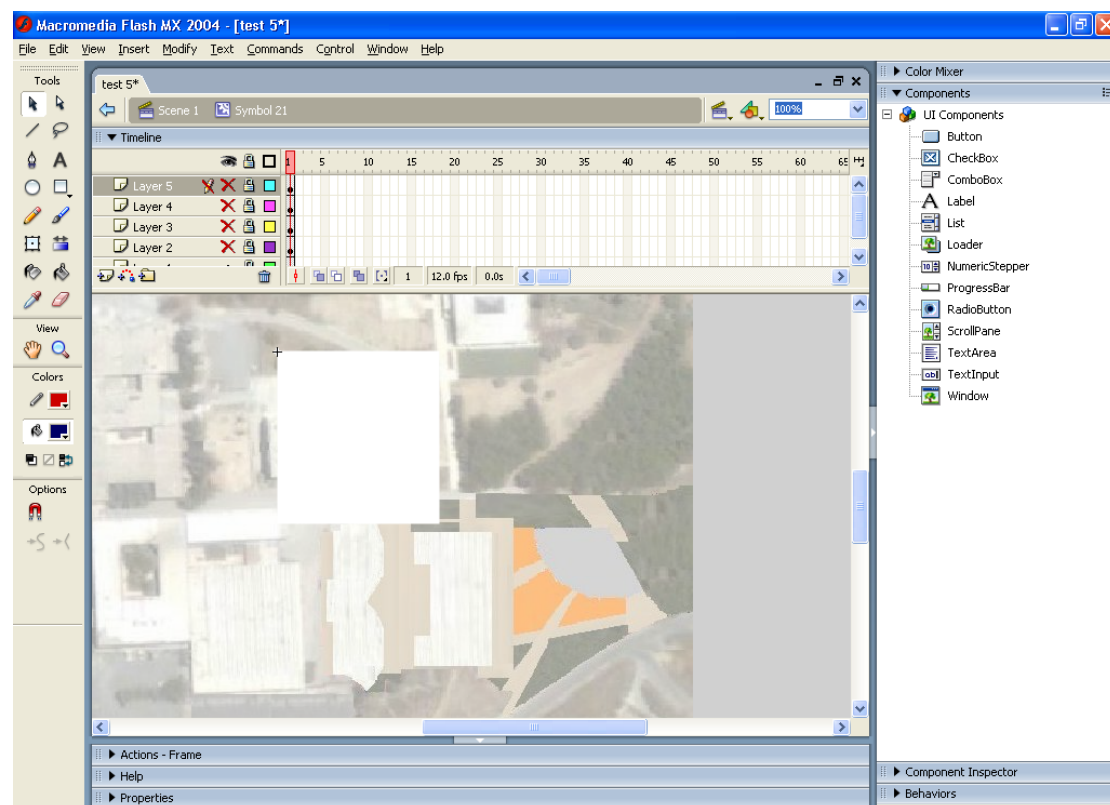 Macromedia Flash MX 2004 - [test 5*]
File Edit View Insert Modify Text Commands Control Window Help
Tools
View
Colors
Options
test 5*
Scene 1 Symbol 21 100%
Timeline
1 5 10 15 20 25 30 35 40 45 50 55 60 65
Layer 5
Layer 4
Layer 3
Layer 2
1 12.0 fps 0.0s
Actions - Frame
Help
Properties
Color Mixer
Components
UI Components
Button
CheckBox
ComboBox
Label
List
Loader
NumericStepper
ProgressBar
RadioButton
ScrollPane
TextArea
TextInput
Window
Component Inspector
Behaviors